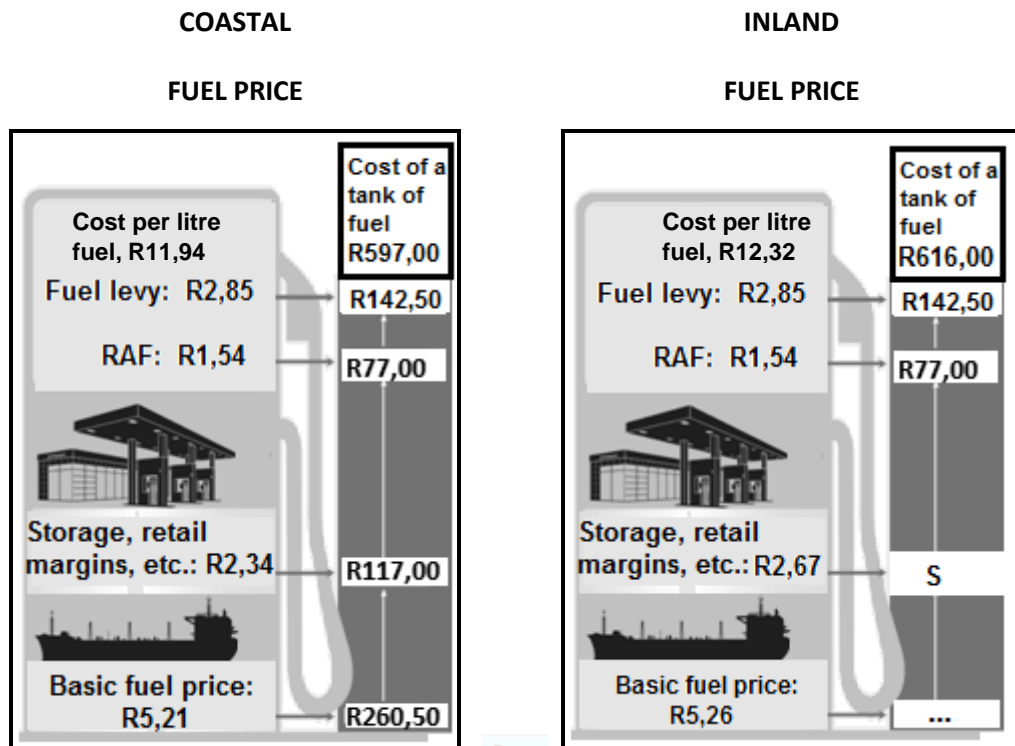 COASTAL
FUEL PRICE
Cost of a
tank of
fuel
R597,00
Cost per litre
fuel, R11,94
Fuel levy: R2,85
R142,50
RAF: R1,54
R77,00
Storage, retail
margins, etc.: R2,34
R117,00
Basic fuel price:
R5,21
R260,50
INLAND
FUEL PRICE
Cost of a
tank of
fuel
R616,00
Cost per litre
fuel, R12,32
Fuel levy: R2,85
R142,50
RAF: R1,54
R77,00
Storage, retail
margins, etc.: R2,67
S
Basic fuel price:
R5,26
...